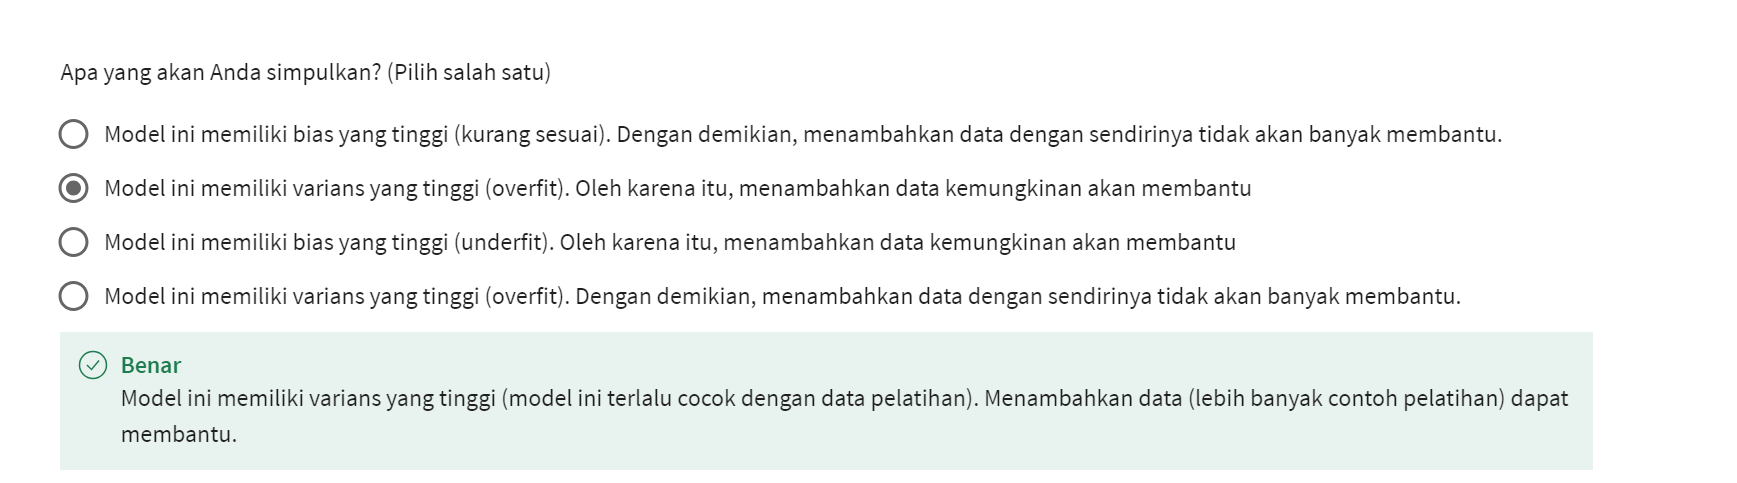 Apa yang akan Anda simpulkan? (Pilih salah satu)
Model ini memiliki bias yang tinggi (kurang sesuai). Dengan demikian, menambahkan data dengan sendirinya tidak akan banyak membantu.
Model ini memiliki varians yang tinggi (overfit). Oleh karena itu, menambahkan data kemungkinan akan membantu
Model ini memiliki bias yang tinggi (underfit). Oleh karena itu, menambahkan data kemungkinan akan membantu
Model ini memiliki varians yang tinggi (overfit). Dengan demikian, menambahkan data dengan sendirinya tidak akan banyak membantu.
Benar
Model ini memiliki varians yang tinggi (model ini terlalu cocok dengan data pelatihan). Menambahkan data (lebih banyak contoh pelatihan) dapat
membantu.